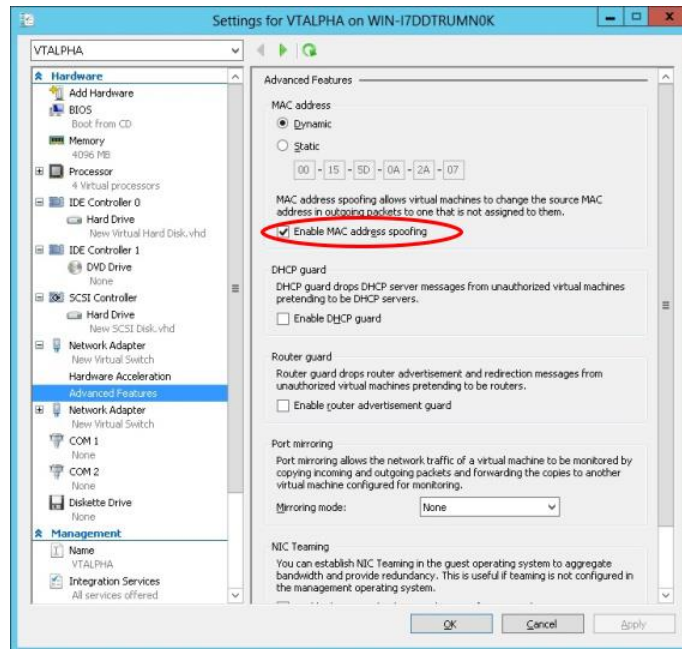 Settings for VTALPHA on WIN-I7DDTRUMN0K
VTALPHA
Hardware
Add Hardware
BIOS
Boot from CD
Memory
4096 MB
Processor
4 Virtual processors
IDE Controller 0
Hard Drive
New Virtual Hard Disk.vhd
IDE Controller 1
DVD Drive
None
SCSI Controller
Hard Drive
New SCSI Disk.vhd
Network Adapter
New Virtual Switch
Hardware Acceleration
Advanced Features
Network Adapter
New Virtual Switch
COM 1
None
COM 2
None
Diskette Drive
None
Management
Name
VTALPHA
Integration Services
All services offered
Advanced Features
MAC address
Dynamic
Static
00 - 15 - 5D - 0A - 2A - 07
MAC address spoofing allows virtual machines to change the source MAC
address in outgoing packets to one that is not assigned to them.
Enable MAC address spoofing
DHCP guard
DHCP guard drops DHCP server messages from unauthorized virtual machines
pretending to be DHCP servers.
Enable DHCP guard
Router guard
Router guard drops router advertisement and redirection messages from
unauthorized virtual machines pretending to be routers.
Enable router advertisement guard
Port mirroring
Port mirroring allows the network traffic of a virtual machine to be monitored by
copying incoming and outgoing packets and forwarding the copies to another
virtual machine configured for monitoring.
Mirroring mode: None
NIC Teaming
You can establish NIC Teaming in the guest operating system to aggregate
bandwidth and provide redundancy. This is useful if teaming is not configured in
the management operating system.
OK Cancel Apply